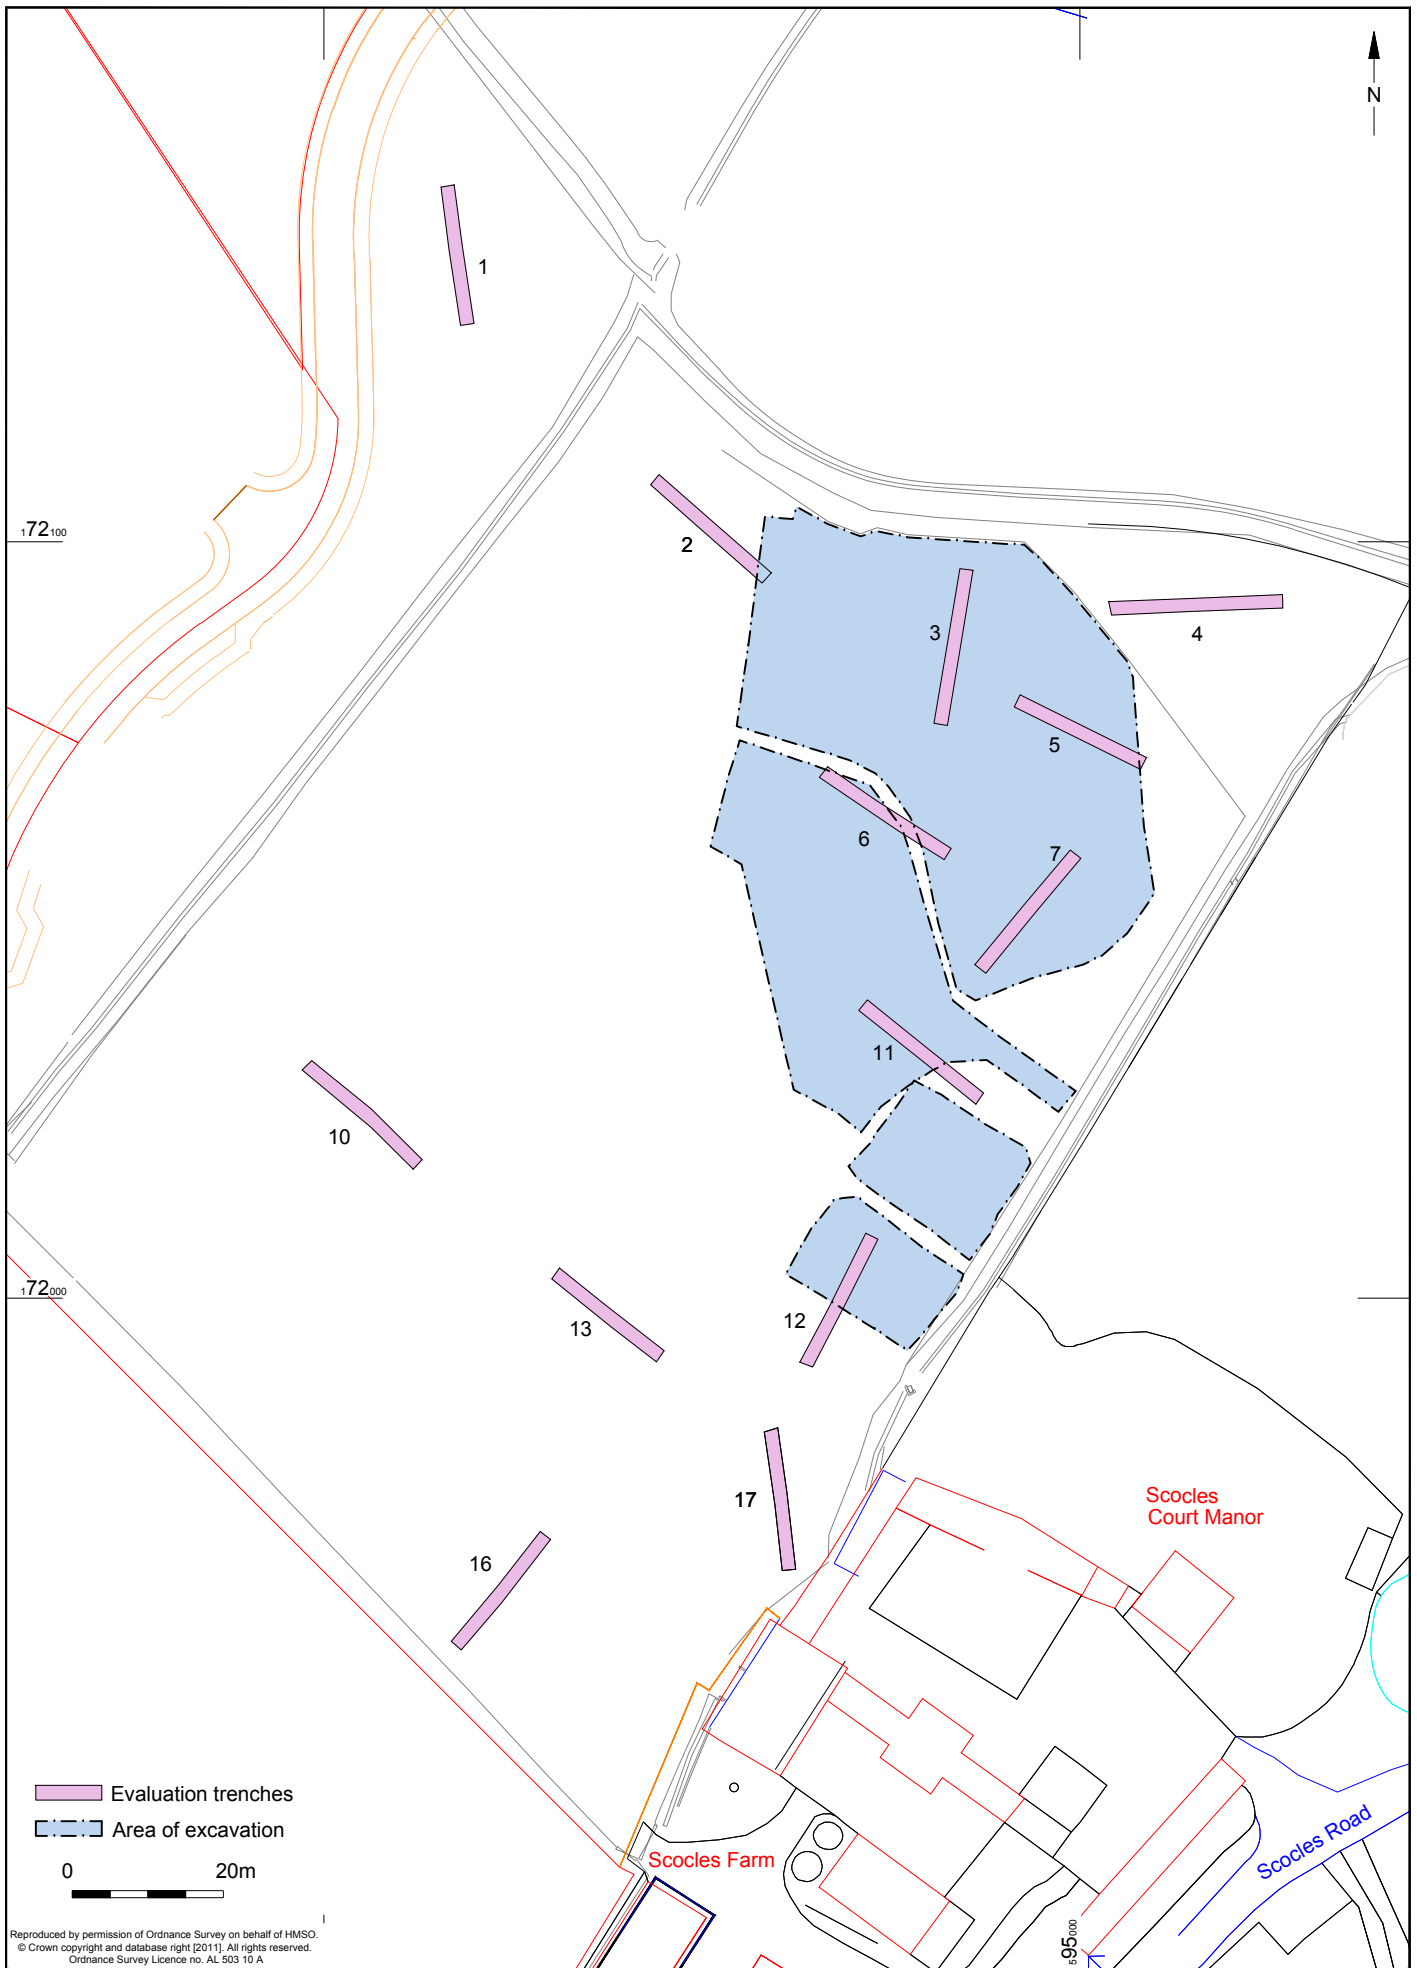 N
1
172100
2
3
4
5
6
7
11
10
172000
13
12
17
Scocles
Court Manor
16
Evaluation trenches
Area of excavation
Scocles Road
Scocles Farm
0 20m
595000
Reproduced by permission of Ordnance Survey on behalf of HMSO.
© Crown copyright and database right [2011]. All rights reserved.
Ordnance Survey Licence no. AL 503 10 A